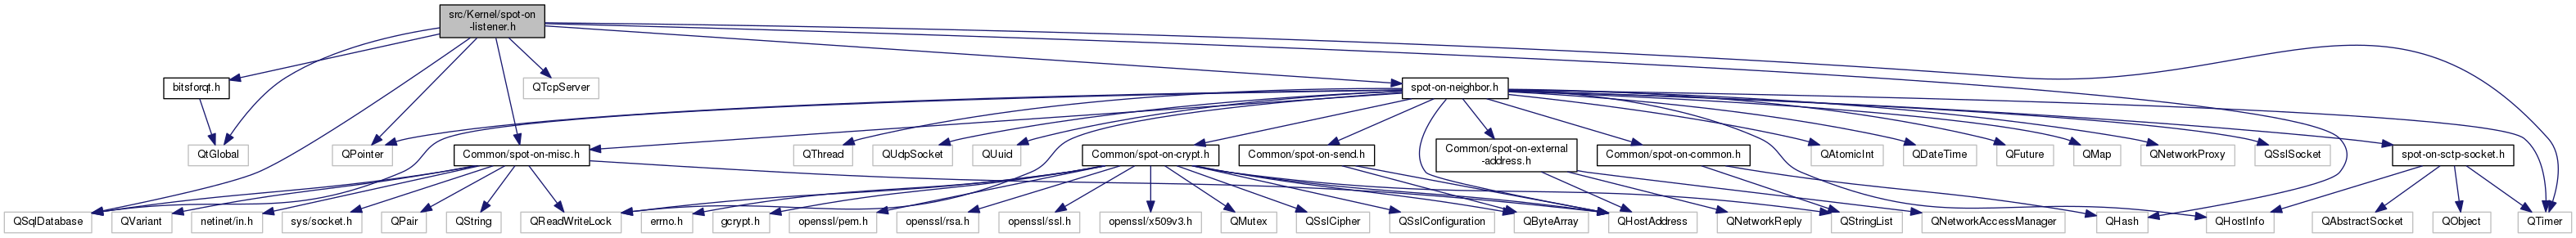 src/Kernel/spot-on
-listener.h
bitsforqt.h
QTcpServer
spot-on-neighbor.h
QtGlobal
QPointer
Common/spot-on-misc.h
QThread
QUdpSocket
QUuid
Common/spot-on-crypt.h
Common/spot-on-send.h
Common/spot-on-external
-address.h
Common/spot-on-common.h
QAtomicInt
QDateTime
QFuture
QMap
QNetworkProxy
QSslSocket
spot-on-sctp-socket.h
QSqlDatabase
QVariant
netinet/in.h
sys/socket.h
QPair
QString
QReadWriteLock
errno.h
gcrypt.h
openssl/pem.h
openssl/rsa.h
openssl/ssl.h
openssl/x509v3.h
QMutex
QSslCipher
QSslConfiguration
QByteArray
QHostAddress
QNetworkReply
QStringList
QNetworkAccessManager
QHash
QHostInfo
QAbstractSocket
QObject
QTimer